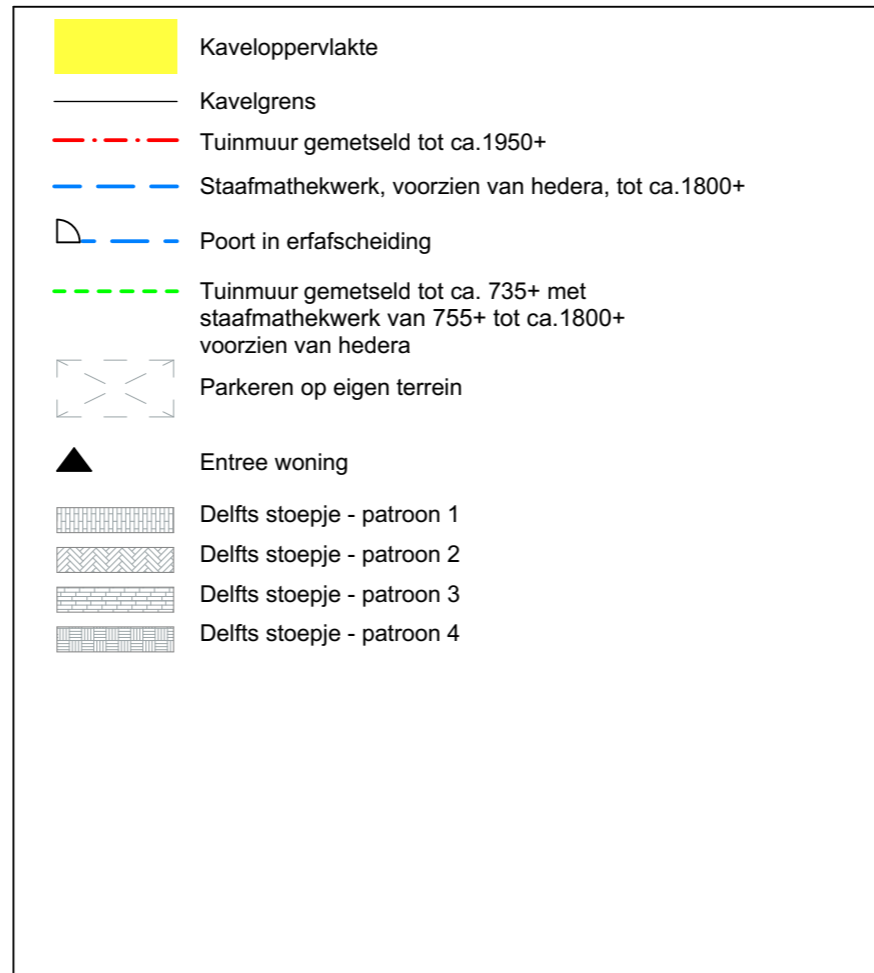 Kaveloppervlakte
Kavelgrens
Tuinmuur gemetseld tot ca.1950+
Staafmathekwerk, voorzien van hedera, tot ca.1800+
Poort in erfafscheiding
Tuinmuur gemetseld tot ca. 735+ met
staafmathekwerk van 755+ tot ca.1800+
voorzien van hedera
Parkeren op eigen terrein
Entree woning
Delfts stoepje - patroon 1
Delfts stoepje - patroon 2
Delfts stoepje - patroon 3
Delfts stoepje - patroon 4